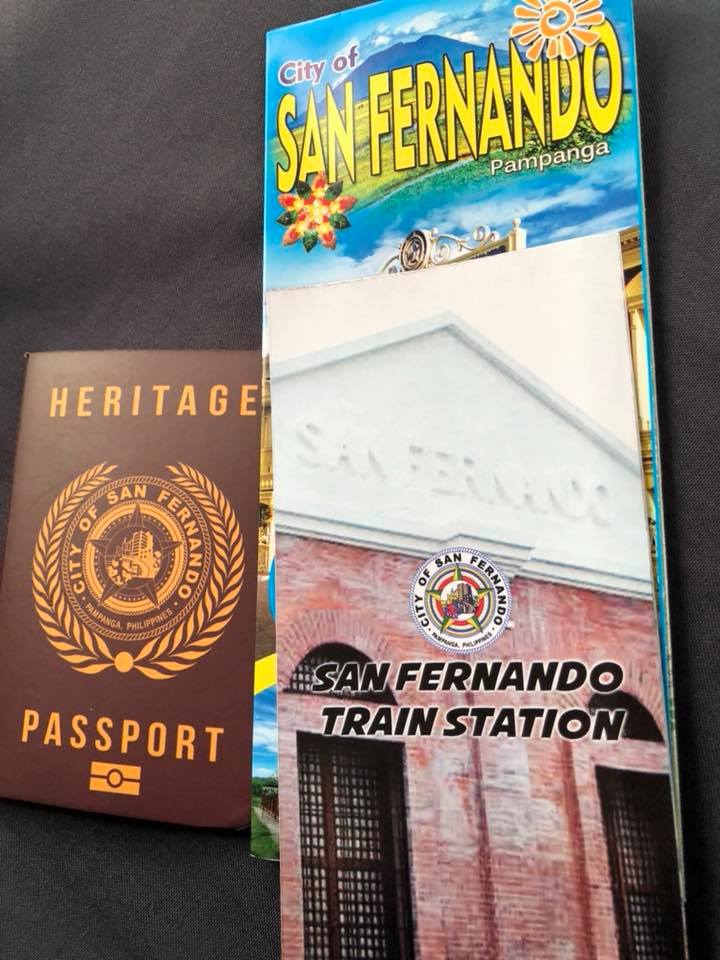 City of
SAN FERNANDO
Pampanga
HERITAGE
CITY OF SAN FERNANDO
PAMPANGA, PHILIPPINES
PASSPORT
SAN FERNANDO
CITY OF SAN FERNANDO
PAMPANGA, PHILIPPINES
SAN FERNANDO
TRAIN STATION